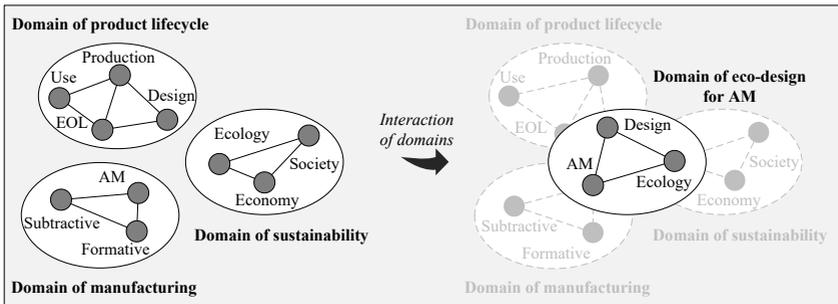 Domain of product lifecycle
Production
Use
Design
EOL
Ecology
Society
Economy
AM
Subtractive
Formative
Domain of sustainability
Domain of manufacturing
Interaction
of domains
Domain of product lifecycle
Production
Use
EOL
Domain of eco-design
for AM
Design
AM
Ecology
Society
Economy
Subtractive
Formative
Domain of sustainability
Domain of manufacturing